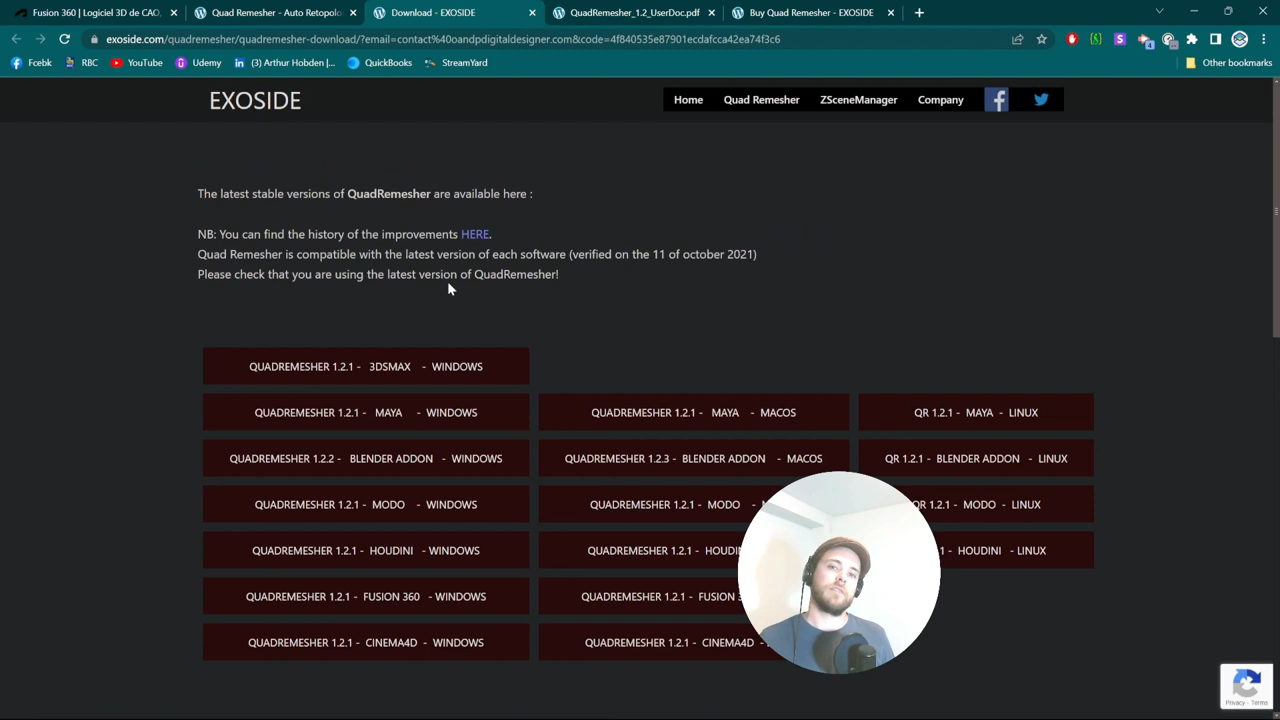 Fusion 360 | Logiciel 3D de CAO,
Quad Remesher - Auto Retopolo
Download - EXOSIDE
QuadRemesher_1.2_UserDoc.pdf
Buy Quad Remesher - EXOSIDE
exoside.com/quadremesher/quadremesher-download/?email=contact%40oandpdigitaldesigner.com&code=4f840535e87901ecdafcca42ea74f3c6
Fcebk
RBC
YouTube
Udemy
(3) Arthur Hobden |...
QuickBooks
StreamYard
Other bookmarks
EXOSIDE
Home
Quad Remesher
ZSceneManager
Company
The latest stable versions of QuadRemesher are available here :
NB: You can find the history of the improvements HERE.
Quad Remesher is compatible with the latest version of each software (verified on the 11 of october 2021)
Please check that you are using the latest version of QuadRemesher!
QUADREMESHER 1.2.1 - 3DSMAX - WINDOWS
QUADREMESHER 1.2.1 - MAYA - WINDOWS
QUADREMESHER 1.2.1 - MAYA - MACOS
QR 1.2.1 - MAYA - LINUX
QUADREMESHER 1.2.2 - BLENDER ADDON - WINDOWS
QUADREMESHER 1.2.3 - BLENDER ADDON - MACOS
QR 1.2.1 - BLENDER ADDON - LINUX
QUADREMESHER 1.2.1 - MODO - WINDOWS
QUADREMESHER 1.2.1 - MODO -
QR 1.2.1 - MODO - LINUX
QUADREMESHER 1.2.1 - HOUDINI - WINDOWS
QUADREMESHER 1.2.1 - HOUDI
- HOUDINI - LINUX
QUADREMESHER 1.2.1 - FUSION 360 - WINDOWS
QUADREMESHER 1.2.1 - FUSION
QUADREMESHER 1.2.1 - CINEMA4D - WINDOWS
QUADREMESHER 1.2.1 - CINEMA4D -
Privacy - Terms